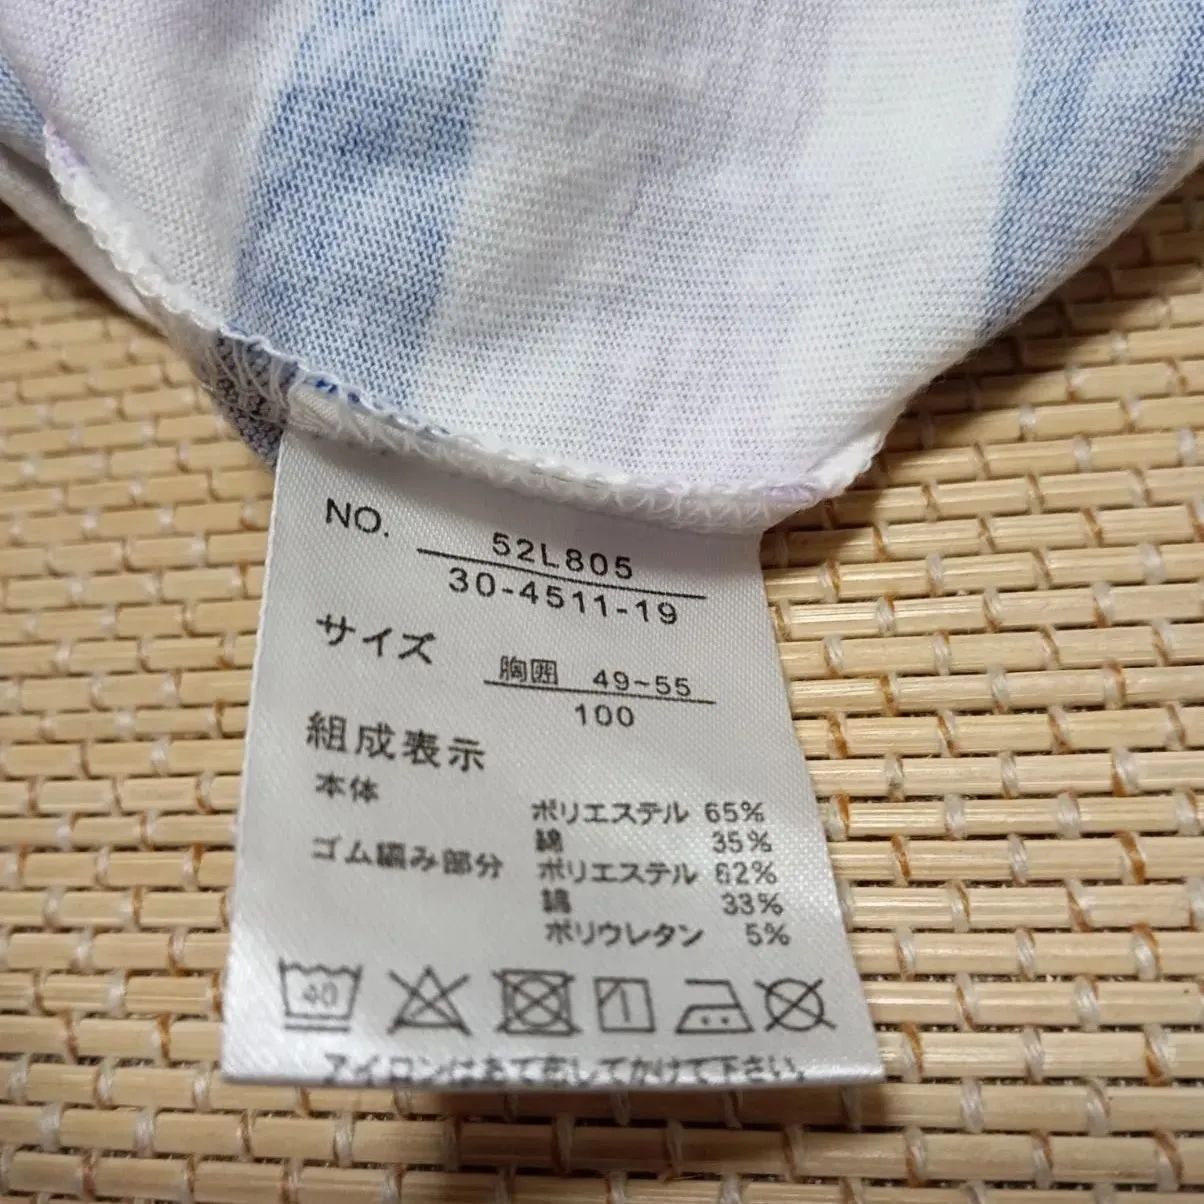 NO. 52L805
30-4511-19
サイズ 胸囲 49~55
100
組成表示
本体 ポリエステル 65%
綿 35%
ゴム編み部分 ポリエステル 62%
綿 33%
ポリウレタン 5%
40
アイロンはあて布してかけて下さい。